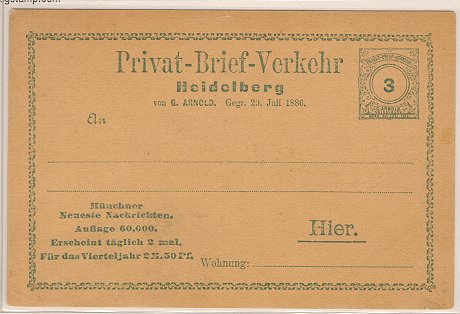 Privat-Brief-Verkehr
Heidelberg
von G. ARNOLD. Gegr. 29. Juli 1886.
3
An
Münchner
Neueste Nachrichten.
Auflage 60,000.
Erscheint täglich 2 mal.
Für das Vierteljahr 2 M. 50 Pf.
Hier.
Wohnung: